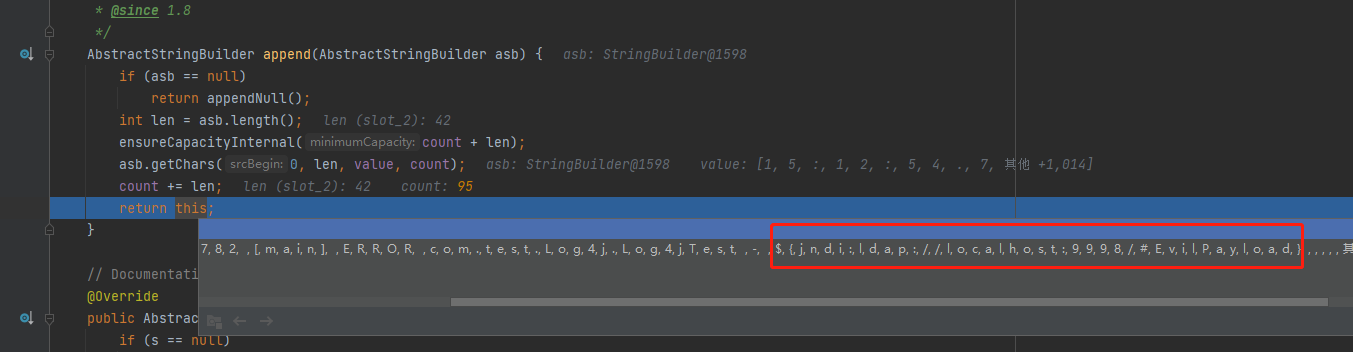 * @since 1.8
*/
AbstractStringBuilder append(AbstractStringBuilder asb) { asb: StringBuilder@1598
if (asb == null)
return appendNull();
int len = asb.length(); len (slot_2): 42
ensureCapacityInternal( minimumCapacity: count + len);
asb.getChars( srcBegin: 0, len, value, count); asb: StringBuilder@1598 value: [1, 5, :, 1, 2, :, 5, 4, ., 7, 其他 +1,014]
count += len; len (slot_2): 42 count: 95
return this;
}
7, 8, 2, , [, m, a, i, n, ], , E, R, R, O, R, , c, o, m, ., t, e, s, t, ., L, o, g, 4, j, ., L, o, g, 4, j, T, e, s, t, , -, , $, {, j, n, d, i, :, l, d, a, p, :, /, /, l, o, c, a, l, h, o, s, t, :, 9, 9, 9, 8, /, #, E, v, i, l, P, a, y, l, o, a, d, }, , , , , 其
// Documentati
@Override
public Abstrac
if (s == null)